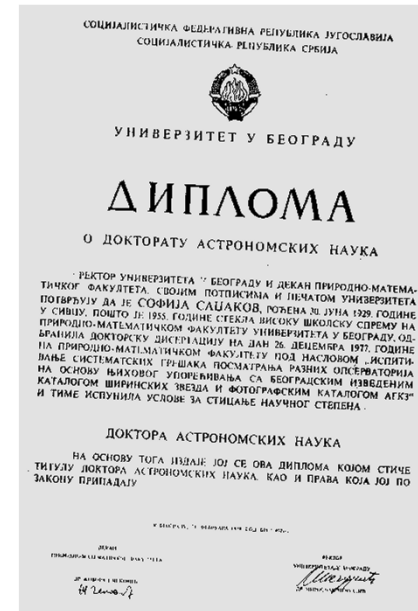 СОЦИЈАЛИСТИЧКА ФЕДЕРАТИВНА РЕПУБЛИКА ЈУГОСЛАВИЈА
СОЦИЈАЛИСТИЧКА РЕПУБЛИКА СРБИЈА
УНИВЕРЗИТЕТ У БЕОГРАДУ
ДИПЛОМА
О ДОКТОРАТУ АСТРОНОМСКИХ НАУКА
РЕКТОР УНИВЕРЗИТЕТА У БЕОГРАДУ И ДЕКАН ПРИРОДНО-МАТЕМА-
ТИЧКОГ ФАКУЛТЕТА, СВОЈИМ ПОТПИСИМА И ПЕЧАТОМ УНИВЕРЗИТЕТА
ПОТВРЂУЈУ ДА ЈЕ СОФИЈА САЏАКОВ, РОЂЕНА ЈУНА 1929. ГОДИНЕ
У СИВЦУ, ПОШТО ЈЕ 1955. ГОДИНЕ СТЕКЛА ВИСОКУ ШКОЛСКУ СПРЕМУ НА
ПРИРОДНО-МАТЕМАТИЧКОМ ФАКУЛТЕТУ УНИВЕРЗИТЕТА У БЕОГРАДУ, ОД-
БРАНИЛА ДОКТОРСКУ ДИСЕРТАЦИЈУ НА ДАН 26. ДЕЦЕМБРА 1977. ГОДИНЕ
НА ПРИРОДНО-МАТЕМАТИЧКОМ ФАКУЛТЕТУ ПОД НАСЛОВОМ „ИСПИТИ-
ВАЊЕ СИСТЕМАТСКИХ ГРЕШАКА ПОСМАТРАЊА РАЗНИХ ОПСЕРВАТОРИЈА
НА ОСНОВУ ЊИХОВОГ УПОРЕЂИВАЊА СА БЕОГРАДСКИМ ИЗВЕДЕНИМ
КАТАЛОГОМ ШИРИНСКИХ ЗВЕЗДА И ФОТОГРАФСКИМ КАТАЛОГОМ АГК3“
И ТИМЕ ИСПУНИЛА УСЛОВЕ ЗА СТИЦАЊЕ НАУЧНОГ СТЕПЕНА
ДОКТОРА АСТРОНОМСКИХ НАУКА
НА ОСНОВУ ТОГА ИЗДАЈЕ ЈОЈ СЕ ОВА ДИПЛОМА КОЈОМ СТИЧЕ
ТИТУЛУ ДОКТОРА АСТРОНОМСКИХ НАУКА, КАО И ПРАВА КОЈА ЈОЈ ПО
ЗАКОНУ ПРИПАДАЈУ
ДЕКАН
РЕКТОР